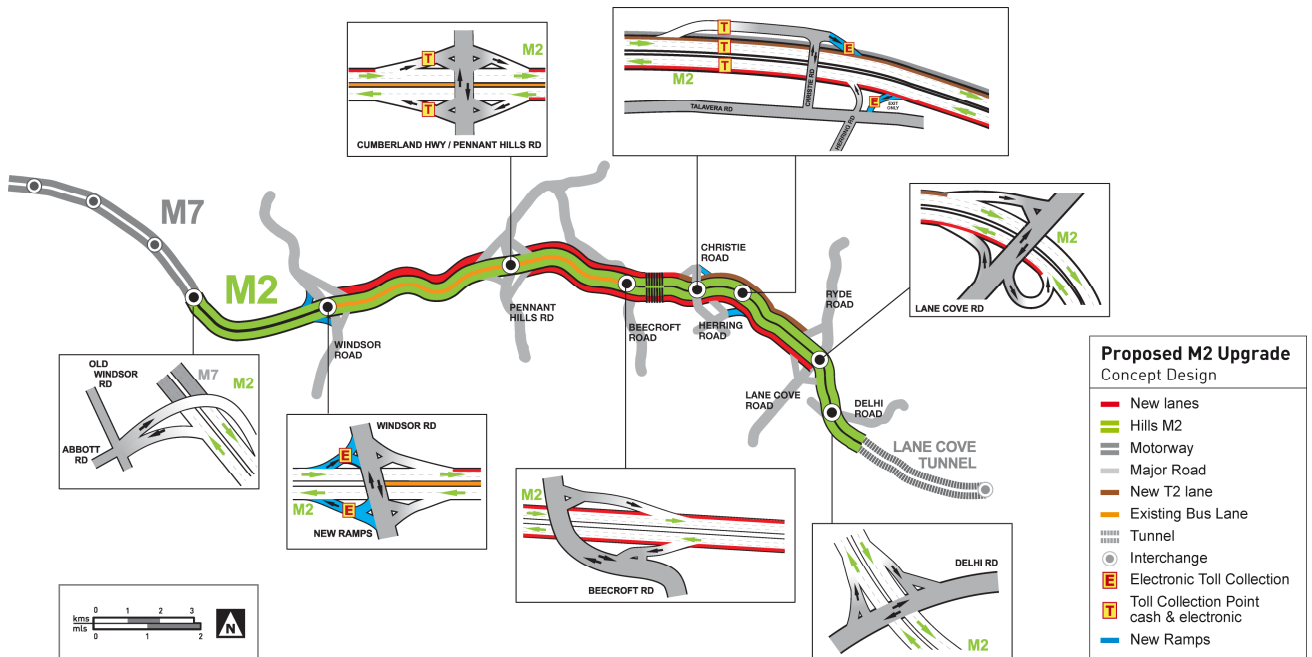 M2
T
T
CUMBERLAND HWY / PENNANT HILLS RD
T
T
T
E
M2
CHRISTIE RD
TALAVERA RD
E
EXIT
ONLY
HERRING RD
M2
LANE COVE RD
M7
M2
WINDSOR
ROAD
PENNANT
HILLS RD
BEECROFT
ROAD
CHRISTIE
ROAD
HERRING
ROAD
RYDE
ROAD
LANE COVE
ROAD
DELHI
ROAD
LANE COVE
TUNNEL
OLD
WINDSOR
RD
M7
M2
ABBOTT
RD
WINDSOR RD
E
M2
E
NEW RAMPS
M2
BEECROFT RD
DELHI RD
M2
Proposed M2 Upgrade
Concept Design
New lanes
Hills M2
Motorway
Major Road
New T2 lane
Existing Bus Lane
Tunnel
Interchange
E Electronic Toll Collection
T Toll Collection Point
cash & electronic
New Ramps
0 1 2 3
kms
mls
0 1 2
N